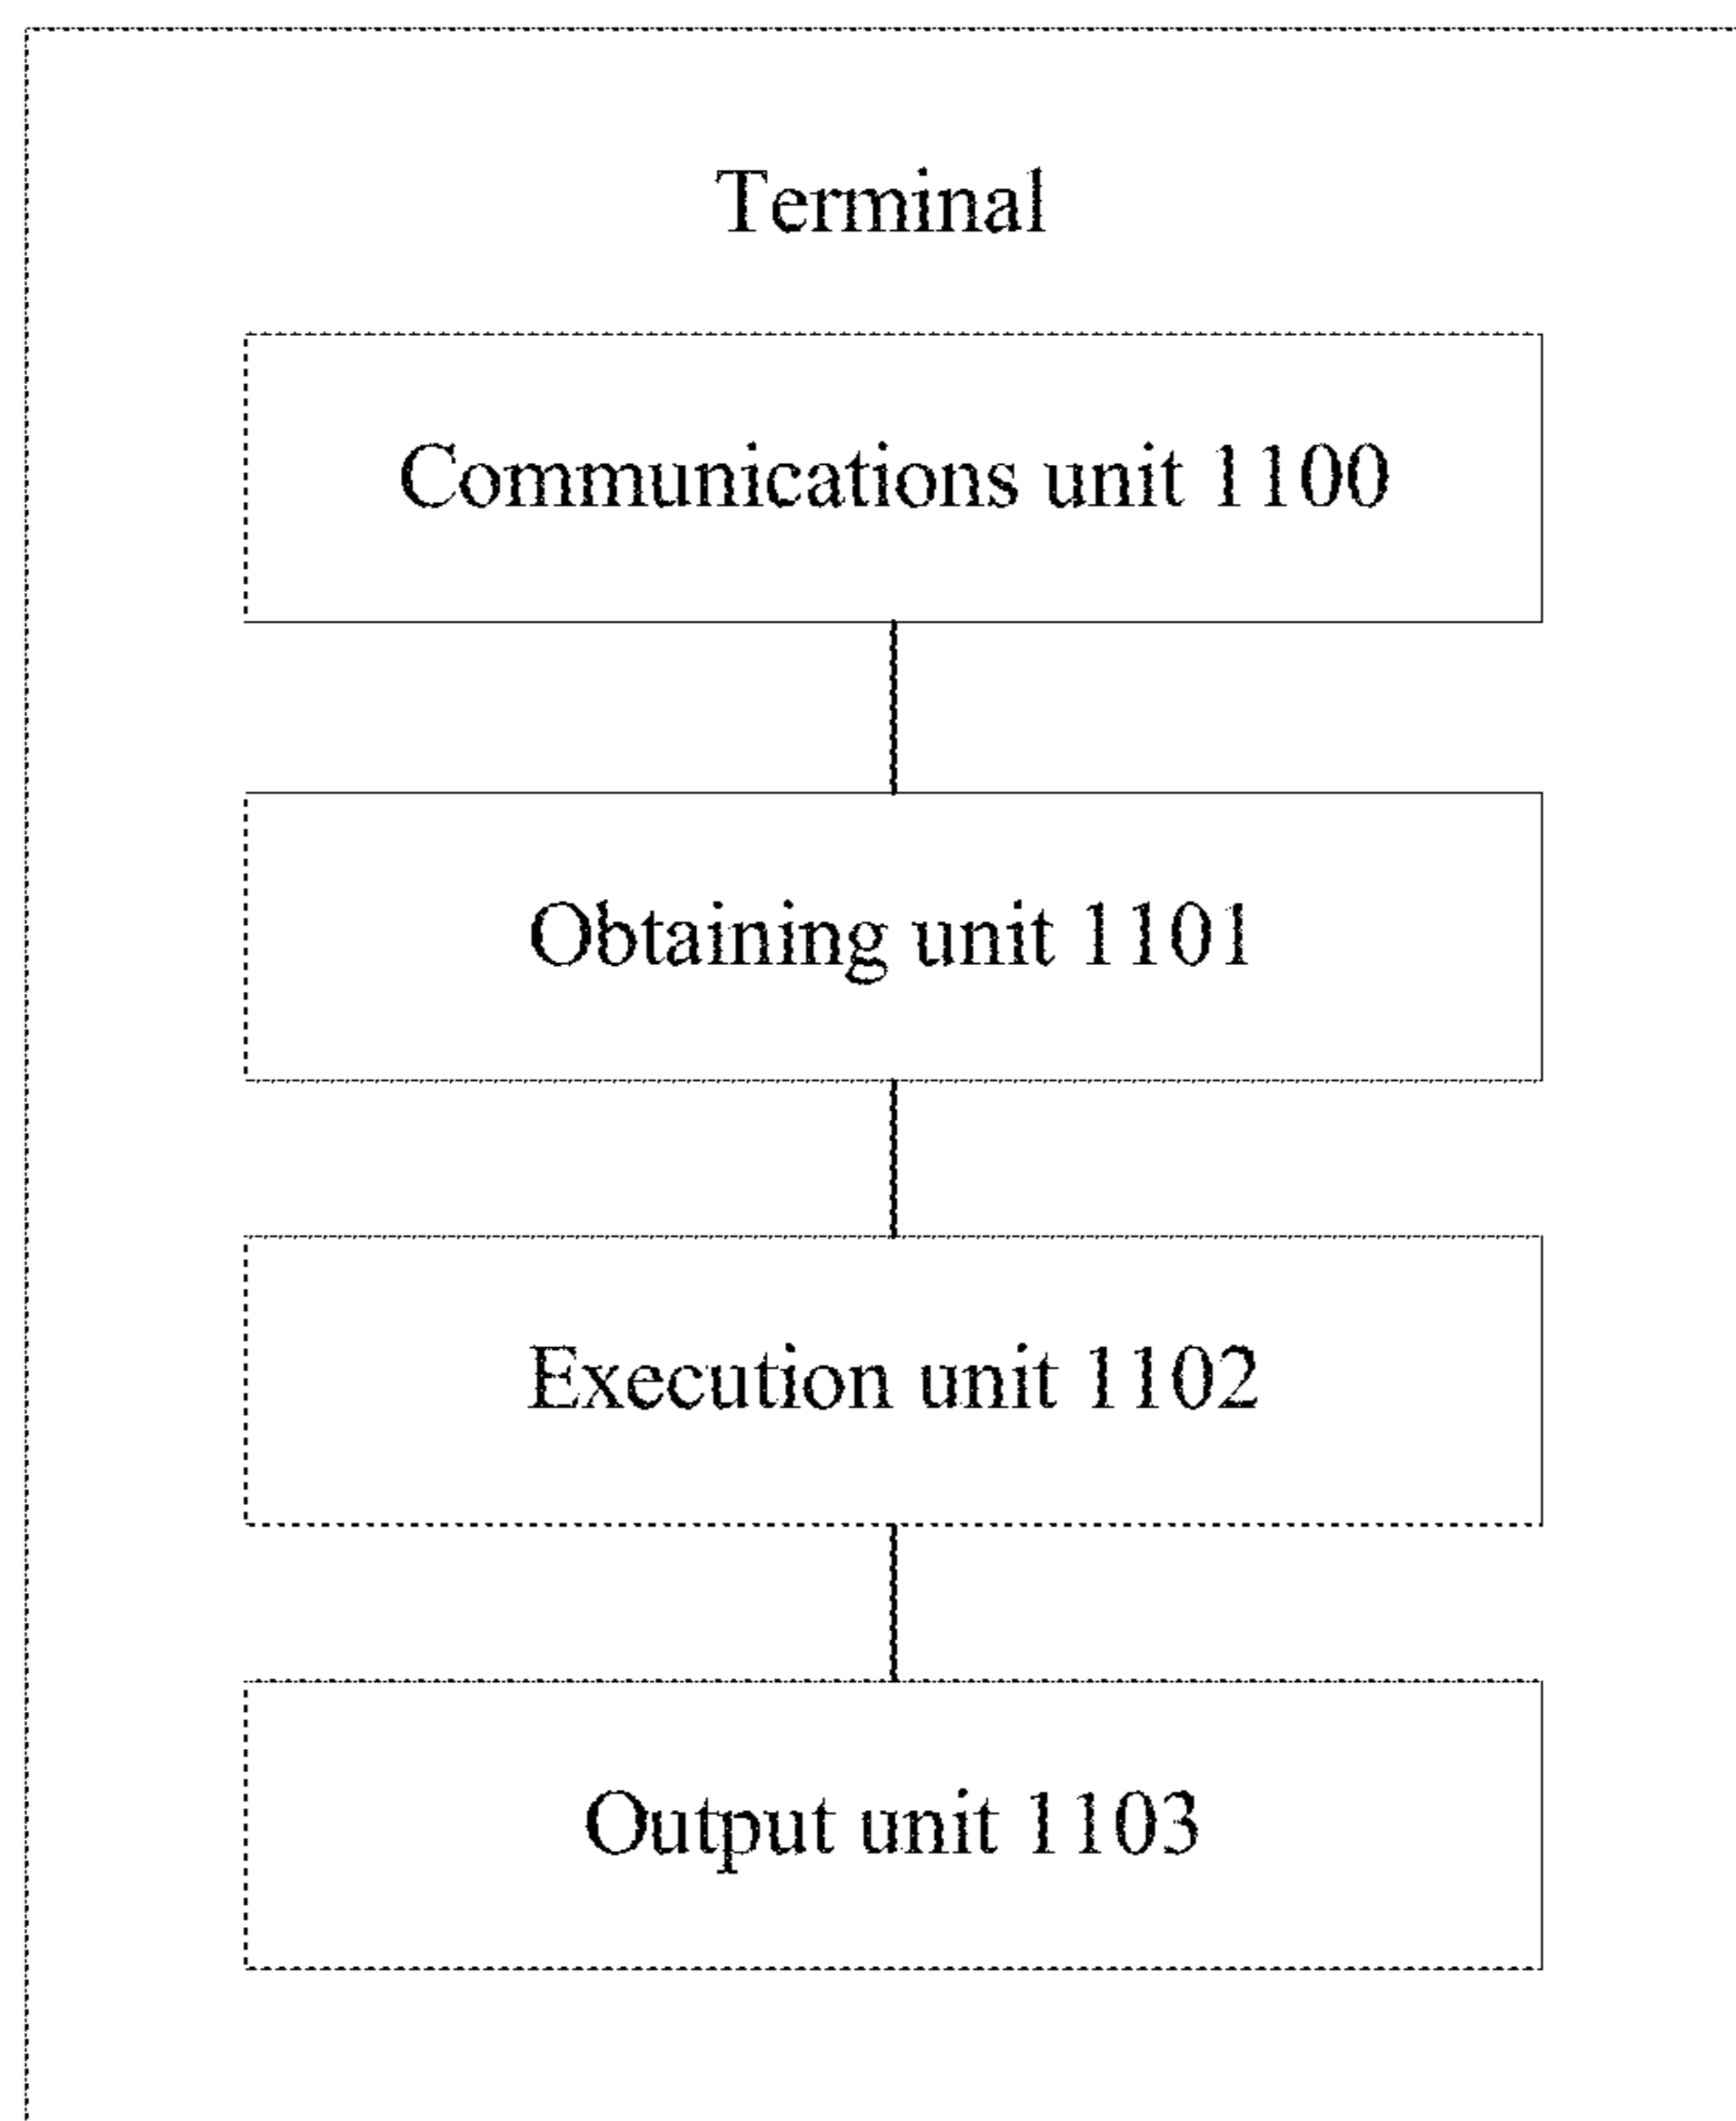 Terminal
Communications unit 1100
Obtaining unit 1101
Execution unit 1102
Output unit 1103